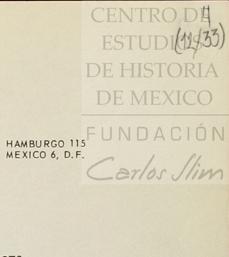 CENTRO DE
ESTUDIOS
DE HISTORIA
DE MEXICO
FUNDACIÓN
Carlos Slim
HAMBURGO 115
MEXICO 6, D.F.